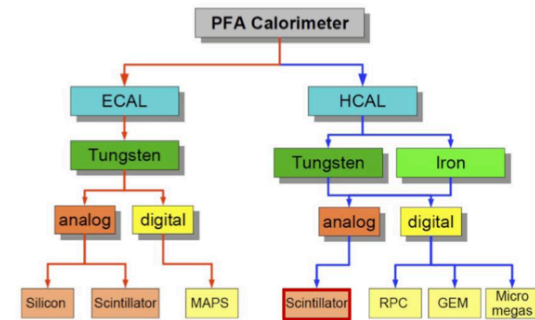 PFA Calorimeter
ECAL
HCAL
Tungsten
Tungsten
Iron
analog
digital
analog
digital
Silicon
Scintillator
MAPS
Scintillator
RPC
GEM
Micro
megas